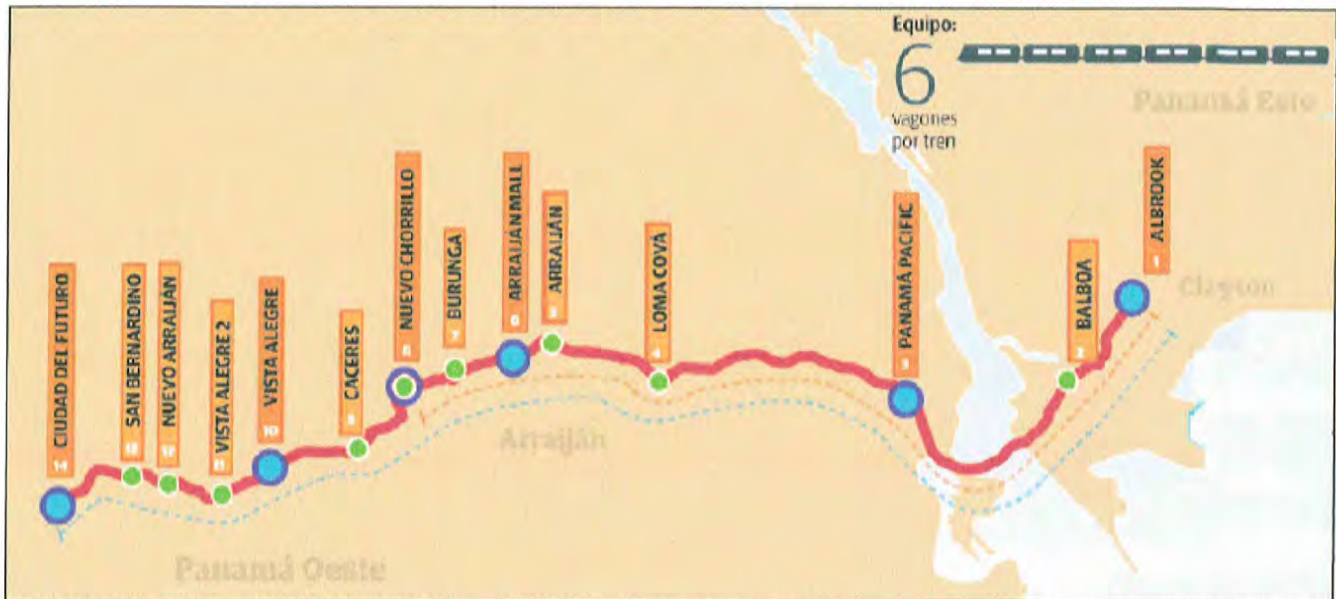 Equipo:
6
vagones
por tren
Panamá Este
14 CIUDAD DEL FUTURO
13 SAN BERNARDINO
12 NUEVO ARRAIJÁN
11 VISTA ALEGRE 2
10 VISTA ALEGRE
9 CACERES
8 NUEVO CHORRILLO
7 BURUNGA
6 ARRAIJÁN MALL
5 ARRAIJÁN
4 LOMA COVÁ
3 PANAMÁ PACIFIC
2 BALBOA
1 ALBROOK
Clayton
Arraiján
Panamá Oeste